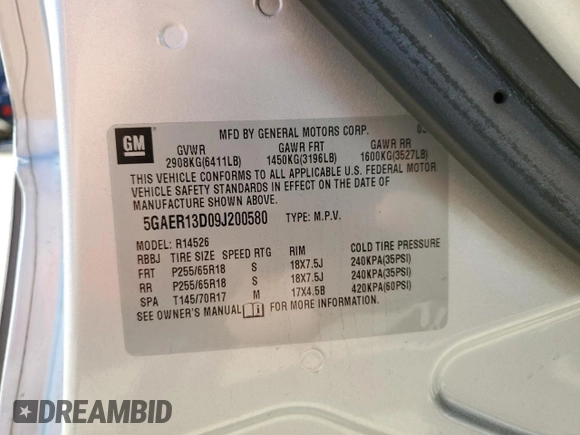 GM
MFD BY GENERAL MOTORS CORP.
GVWR GAWR FRT GAWR RR
2908KG(6411LB) 1450KG(3196LB) 1600KG(3527LB)
THIS VEHICLE CONFORMS TO ALL APPLICABLE U.S. FEDERAL MOTOR
VEHICLE SAFETY STANDARDS IN EFFECT ON THE DATE OF
MANUFACTURE SHOWN ABOVE.
5GAER13D09J200580 TYPE: M.P.V.
MODEL: R14526
RBBJ TIRE SIZE SPEED RTG RIM COLD TIRE PRESSURE
FRT P255/65R18 S 18X7.5J 240KPA(35PSI)
RR P255/65R18 S 18X7.5J 240KPA(35PSI)
SPA T145/70R17 M 17X4.5B 420KPA(60PSI)
SEE OWNER'S MANUAL FOR MORE INFORMATION.
DREAMBID